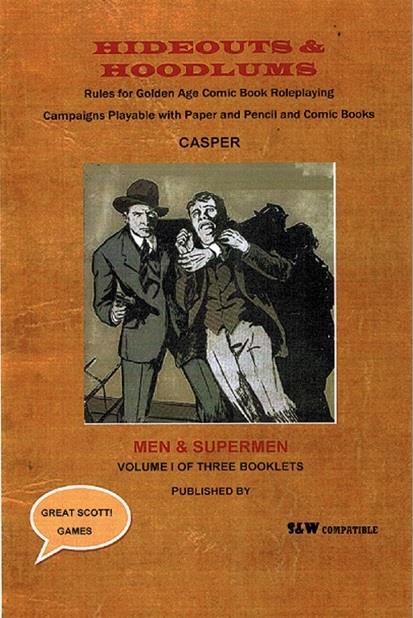 HIDEOUTS &
HOODLUMS
Rules for Golden Age Comic Book Roleplaying
Campaigns Playable with Paper and Pencil and Comic Books
CASPER
MEN & SUPERMEN
VOLUME I OF THREE BOOKLETS
PUBLISHED BY
GREAT SCOTT!
GAMES
S&W COMPATIBLE